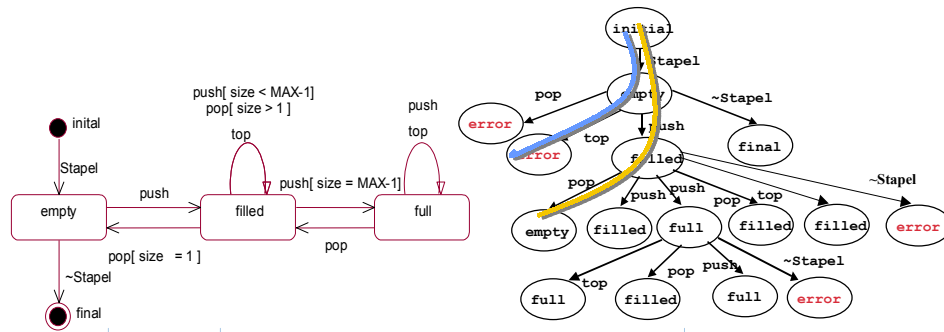 inital
Stapel
empty
~Stapel
final
push
pop[ size = 1 ]
push[ size < MAX-1]
pop[ size > 1 ]
top
filled
push[ size = MAX-1]
pop
push
top
full
initial
Stapel
empty
pop
top
push
~Stapel
error
error
final
filled
pop
push
push
pop
top
~Stapel
empty
filled
full
filled
filled
error
top
pop
push
~Stapel
full
filled
full
error